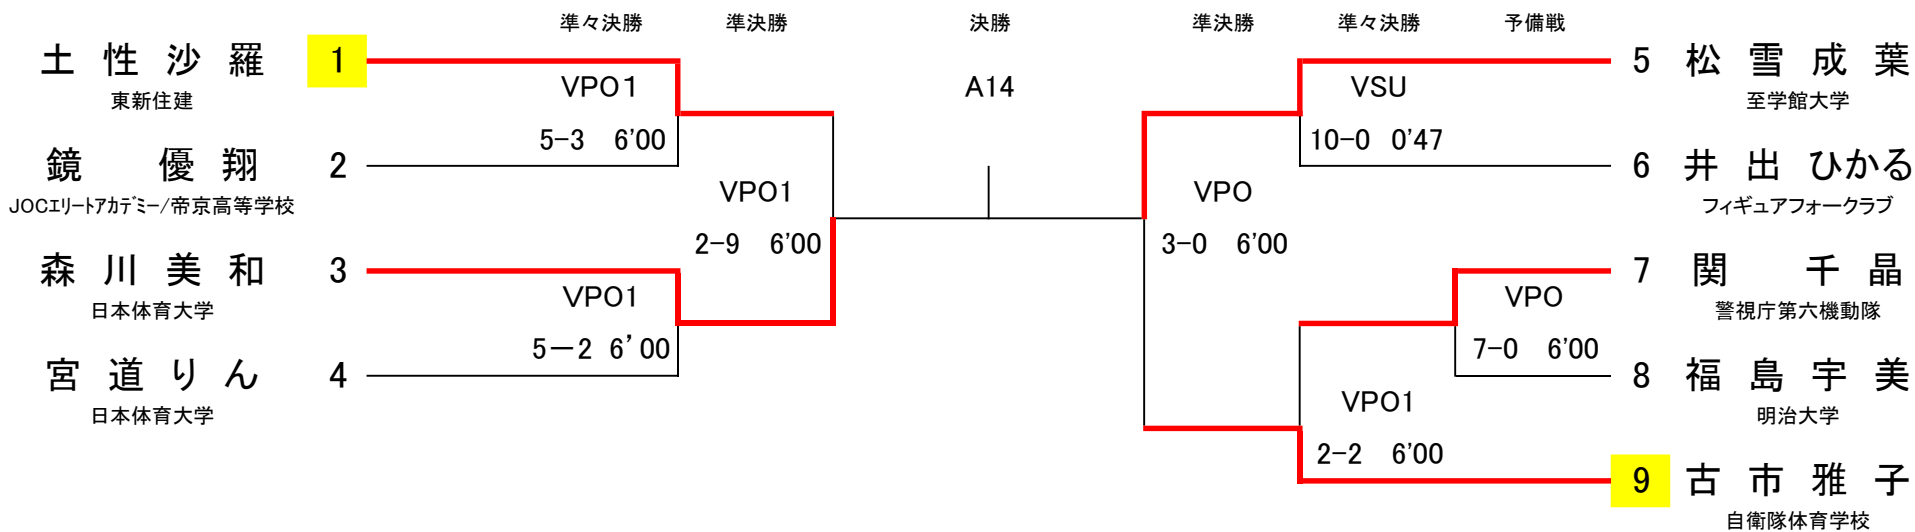 準々決勝 準決勝 決勝 準決勝 準々決勝 予備戦
土性沙羅 1
東新住建
VPO1
5-3 6'00
鏡 優翔 2
JOCエリートアカデミー/帝京高等学校
VPO1
2-9 6'00
森川美和 3
日本体育大学
VPO1
5ー2 6’00
宮道りん 4
日本体育大学
A14
5 松雪成葉
至学館大学
VSU
10-0 0'47
6 井出ひかる
フィギュアフォークラブ
VPO
3-0 6'00
7 関 千晶
警視庁第六機動隊
VPO
7-0 6'00
8 福島宇美
明治大学
VPO1
2-2 6'00
9 古市雅子
自衛隊体育学校